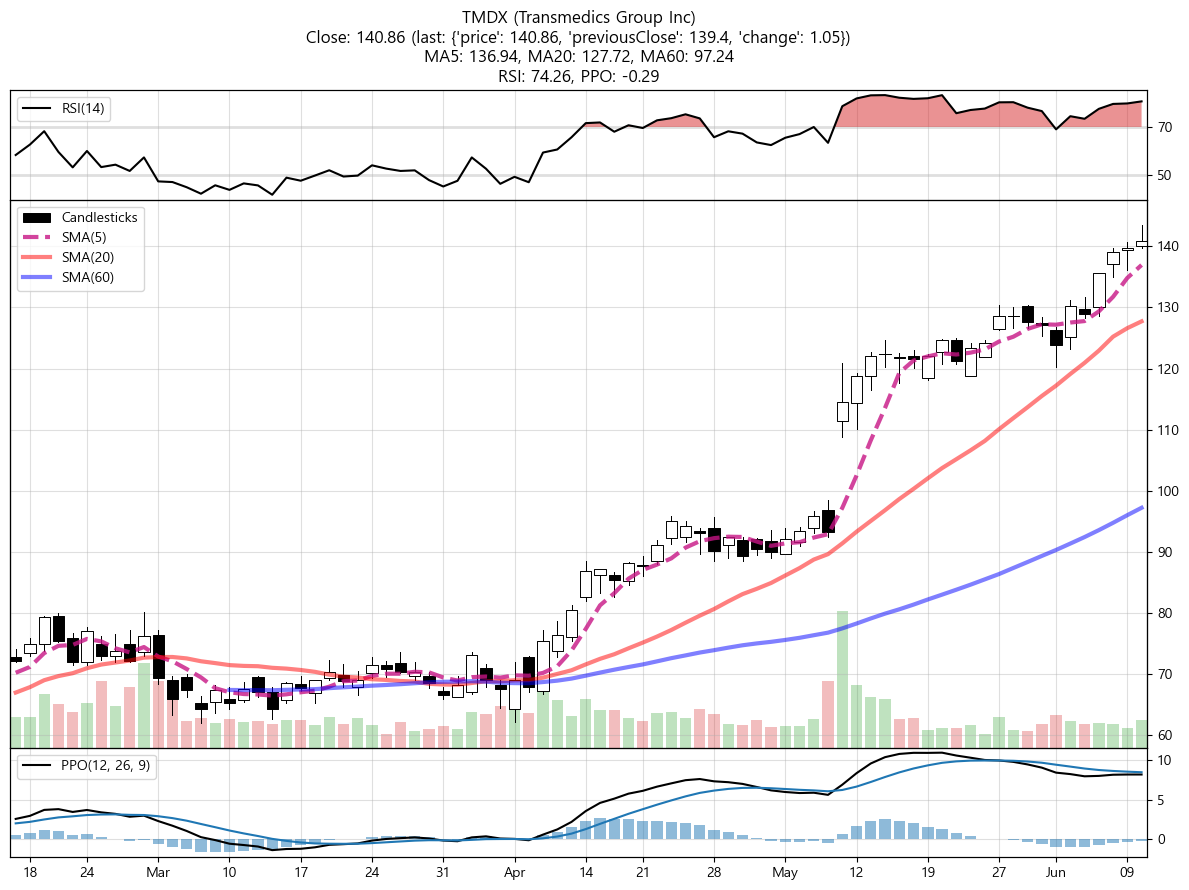 TMDX (Transmedics Group Inc)
Close: 140.86 (last: {'price': 140.86, 'previousClose': 139.4, 'change': 1.05})
MA5: 136.94, MA20: 127.72, MA60: 97.24
RSI: 74.26, PPO: -0.29
RSI(14)
70
50
Candlesticks
SMA(5)
SMA(20)
SMA(60)
140
130
120
110
100
90
80
70
60
PPO(12, 26, 9)
10
5
0
18 24 Mar 10 17 24 31 Apr 14 21 28 May 12 19 27 Jun 09